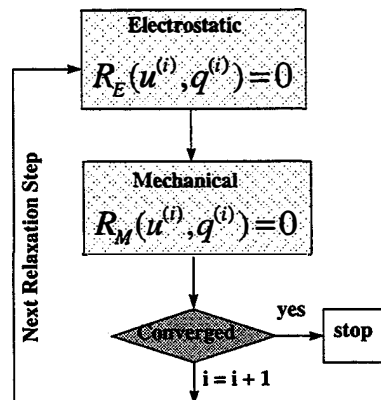 Electrostatic
R_E(u^(i),q^(i))=0
Mechanical
R_M(u^(i),q^(i))=0
Converged
yes
stop
i = i + 1
Next Relaxation Step